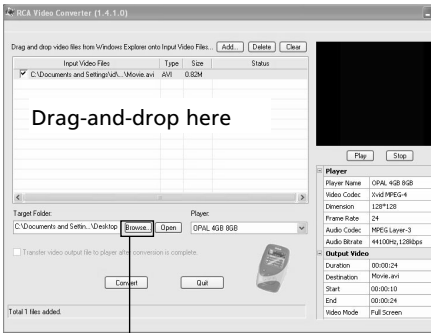 RCA Video Converter (1.4.1.0)
Drag and drop video files from Windows Explorer onto Input Video Files... Add... Delete Clear
Input Video Files Type Size Status
C:\Documents and Settings\id\...\Movie.avi AVI 0.82M
Drag-and-drop here
Play Stop
Player
Player Name OPAL 4GB 8GB
Video Codec Xvid MPEG-4
Dimension 128*128
Frame Rate 24
Audio Codec MPEG Layer-3
Audio Bitrate 44100Hz,128kbps
Output Video
Duration 00:00:24
Destination Movie.avi
Start 00:00:10
End 00:00:24
Video Mode Full Screen
Target Folder: Player:
C:\Documents and Settin...\Desktop Browse... Open OPAL 4GB 8GB
Transfer video output file to player after conversion is complete.
Convert Quit
Total 1 files added.